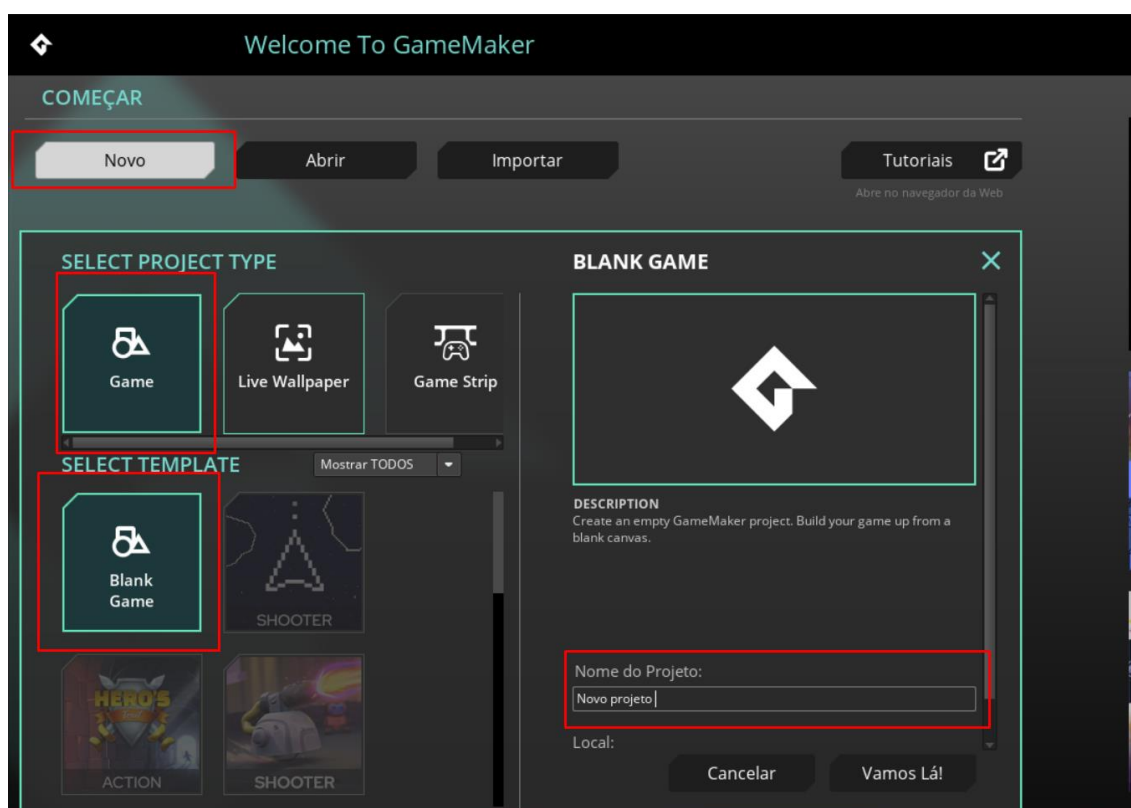 Welcome To GameMaker
COMEÇAR
Novo
Abrir
Importar
Tutoriais
Abre no navegador da Web
SELECT PROJECT TYPE
Game
Live Wallpaper
Game Strip
SELECT TEMPLATE
Mostrar TODOS
Blank
Game
SHOOTER
HERO'S
ACTION
SHOOTER
BLANK GAME
DESCRIPTION
Create an empty GameMaker project. Build your game up from a
blank canvas.
Nome do Projeto:
Novo projeto
Local:
Cancelar
Vamos Lá!